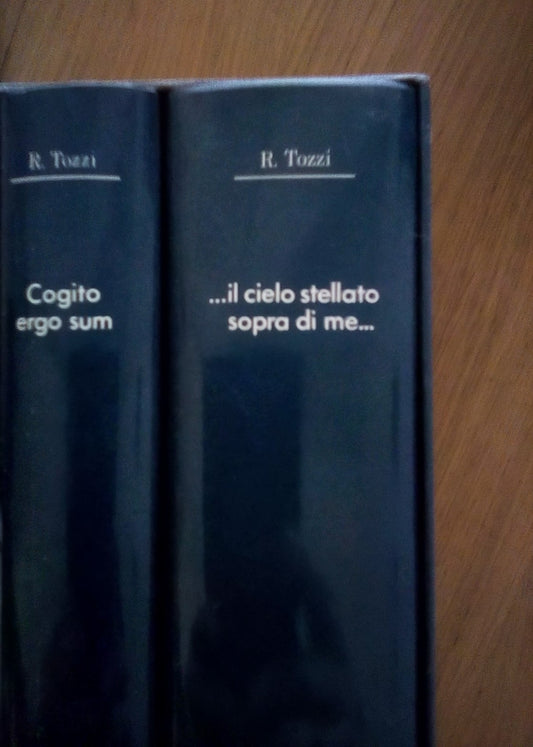 R. Tozzi
Cogito
ergo sum
R. Tozzi
...il cielo stellato
sopra di me...